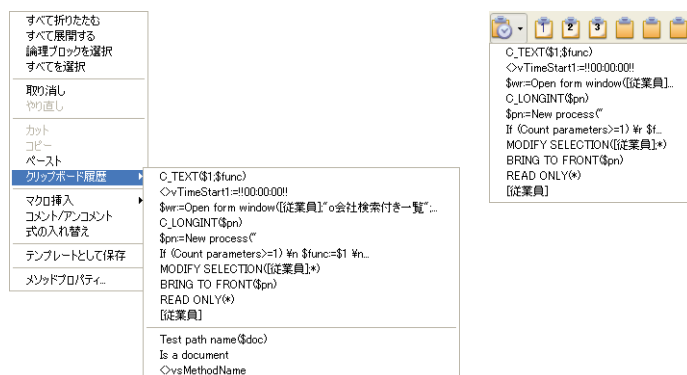 すべて折りたたむ
すべて展開する
論理ブロックを選択
すべてを選択
取り消し
やり直し
カット
コピー
ペースト
クリップボード履歴
マクロ挿入
コメント/アンコメント
式の入れ替え
テンプレートとして保存
メソッドプロパティ...
C_TEXT($1;$func)
<>vTimeStart1:=!!00:00:00!!
$wr:=Open form window([従業員];"o会社検索付き一覧";...
C_LONGINT($pn)
$pn:=New process("
If (Count parameters>=1) ¥n $func:=$1 ¥n...
MODIFY SELECTION([従業員];*)
BRING TO FRONT($pn)
READ ONLY(*)
[従業員]
Test path name($doc)
Is a document
<>vsMethodName
1 2 3
C_TEXT($1;$func)
<>vTimeStart1:=!!00:00:00!!
$wr:=Open form window([従業員]...
C_LONGINT($pn)
$pn:=New process("
If (Count parameters>=1) ¥r $f...
MODIFY SELECTION([従業員];*)
BRING TO FRONT($pn)
READ ONLY(*)
[従業員]